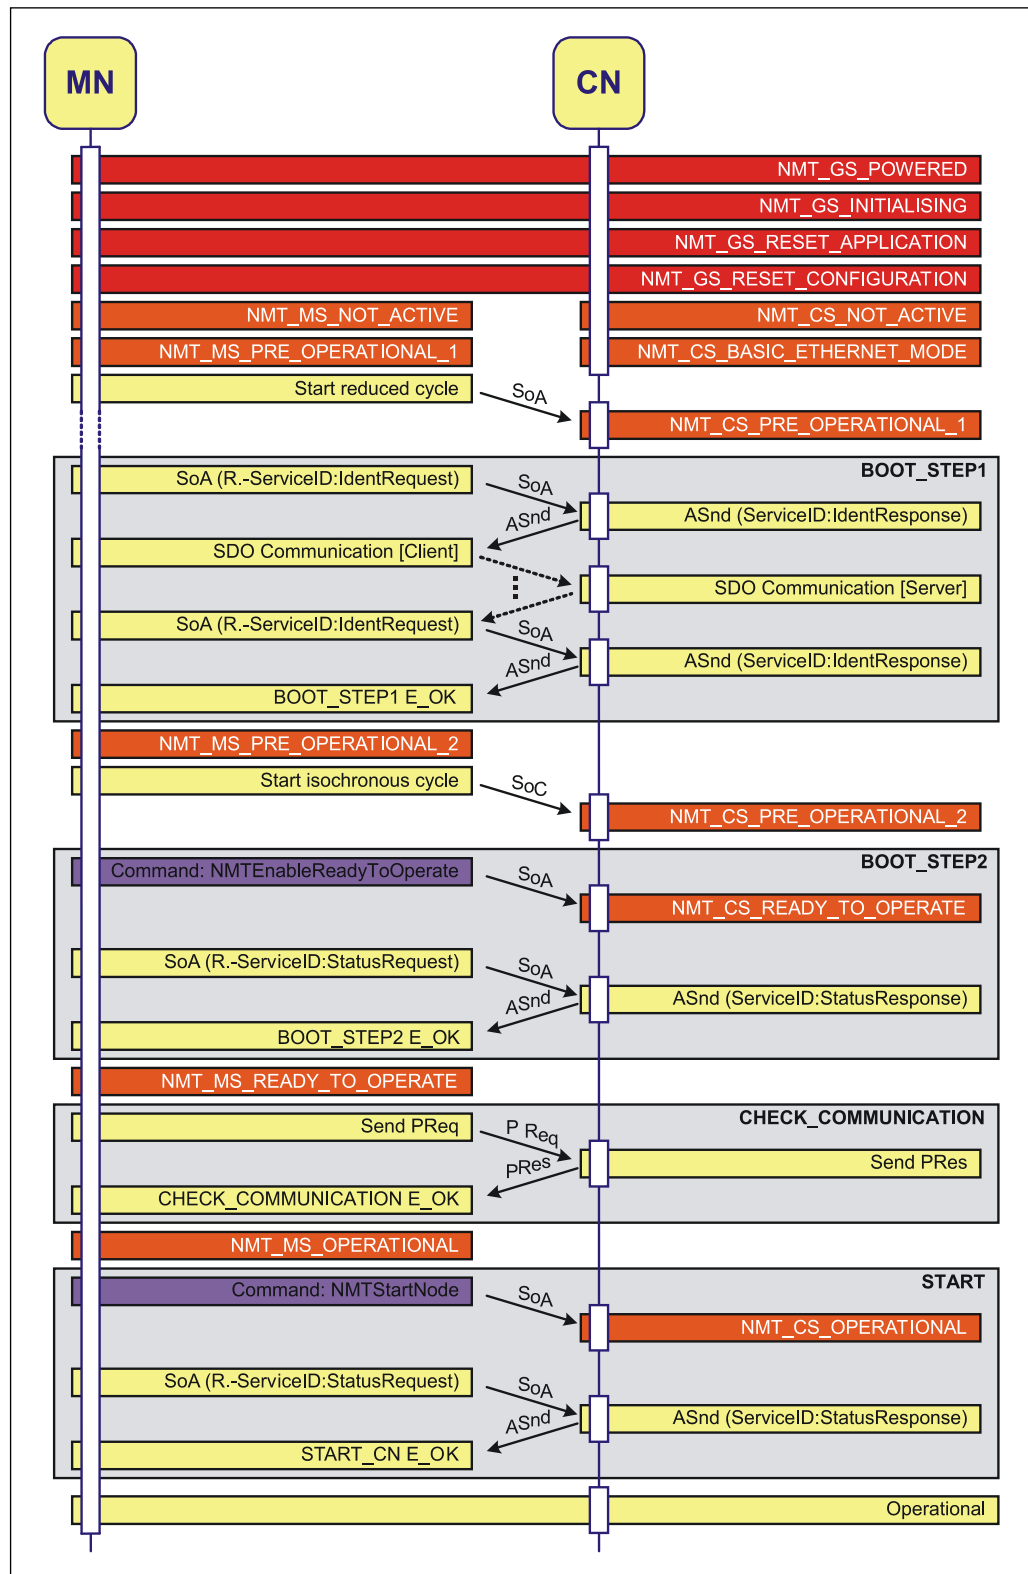 MN
CN
NMT_GS_POWERED
NMT_GS_INITIALISING
NMT_GS_RESET_APPLICATION
NMT_GS_RESET_CONFIGURATION
NMT_MS_NOT_ACTIVE
NMT_CS_NOT_ACTIVE
NMT_MS_PRE_OPERATIONAL_1
NMT_CS_BASIC_ETHERNET_MODE
Start reduced cycle
SoA
NMT_CS_PRE_OPERATIONAL_1
BOOT_STEP1
SoA (R.-ServiceID:IdentRequest)
SoA
ASnd (ServiceID:IdentResponse)
ASnd
SDO Communication [Client]
SDO Communication [Server]
SoA (R.-ServiceID:IdentRequest)
SoA
ASnd (ServiceID:IdentResponse)
ASnd
BOOT_STEP1 E_OK
NMT_MS_PRE_OPERATIONAL_2
Start isochronous cycle
SoC
NMT_CS_PRE_OPERATIONAL_2
BOOT_STEP2
Command: NMTEnableReadyToOperate
SoA
NMT_CS_READY_TO_OPERATE
SoA (R.-ServiceID:StatusRequest)
SoA
ASnd (ServiceID:StatusResponse)
ASnd
BOOT_STEP2 E_OK
NMT_MS_READY_TO_OPERATE
CHECK_COMMUNICATION
Send PReq
P Req
Send PRes
PRes
CHECK_COMMUNICATION E_OK
NMT_MS_OPERATIONAL
START
Command: NMTStartNode
SoA
NMT_CS_OPERATIONAL
SoA (R.-ServiceID:StatusRequest)
SoA
ASnd (ServiceID:StatusResponse)
ASnd
START_CN E_OK
Operational